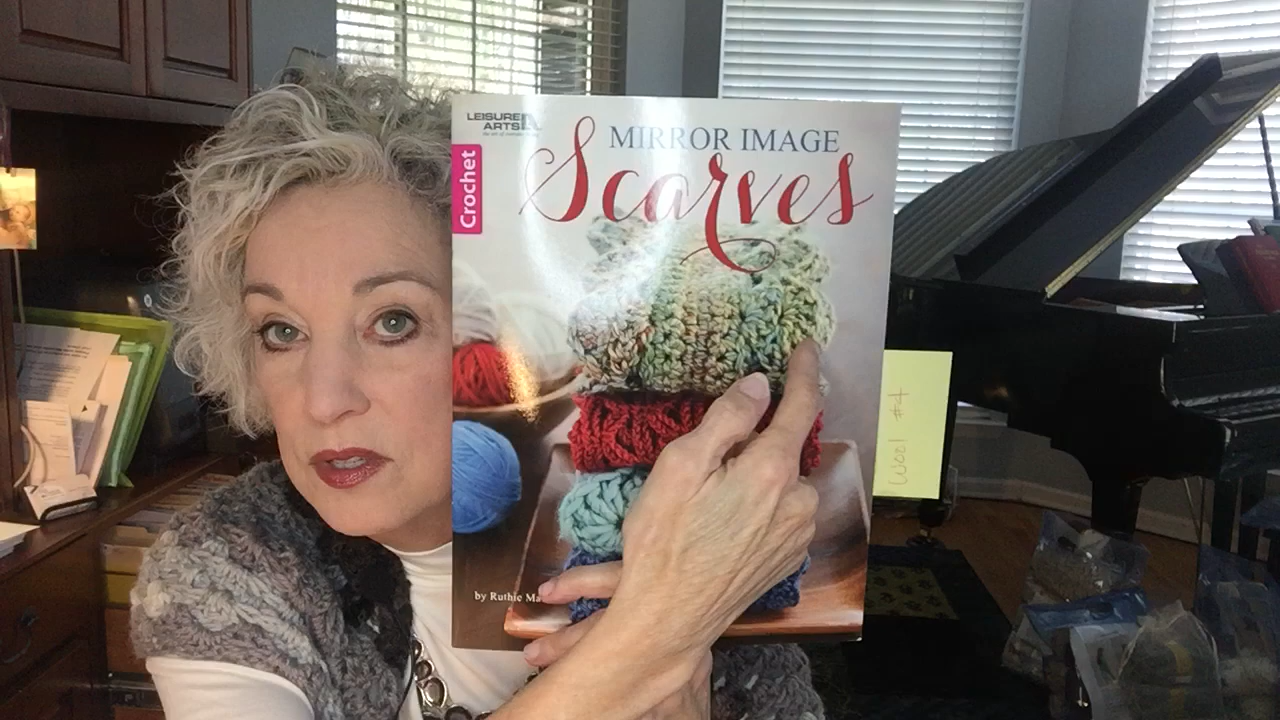 LEISURE
ARTS
Crochet
MIRROR IMAGE
Scarves
by Ruthie Ma
Wool #4